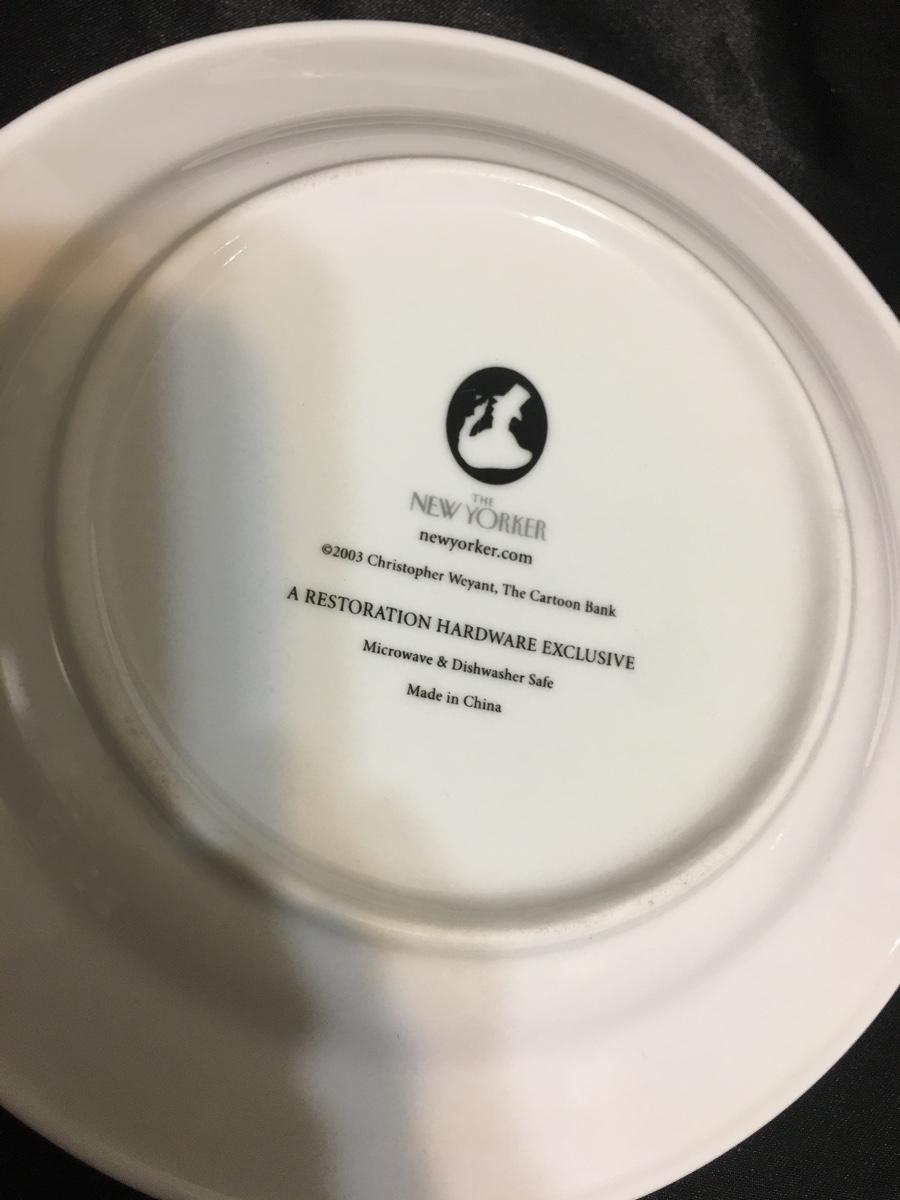 THE
NEW YORKER
newyorker.com
©2003 Christopher Weyant, The Cartoon Bank
A RESTORATION HARDWARE EXCLUSIVE
Microwave & Dishwasher Safe
Made in China